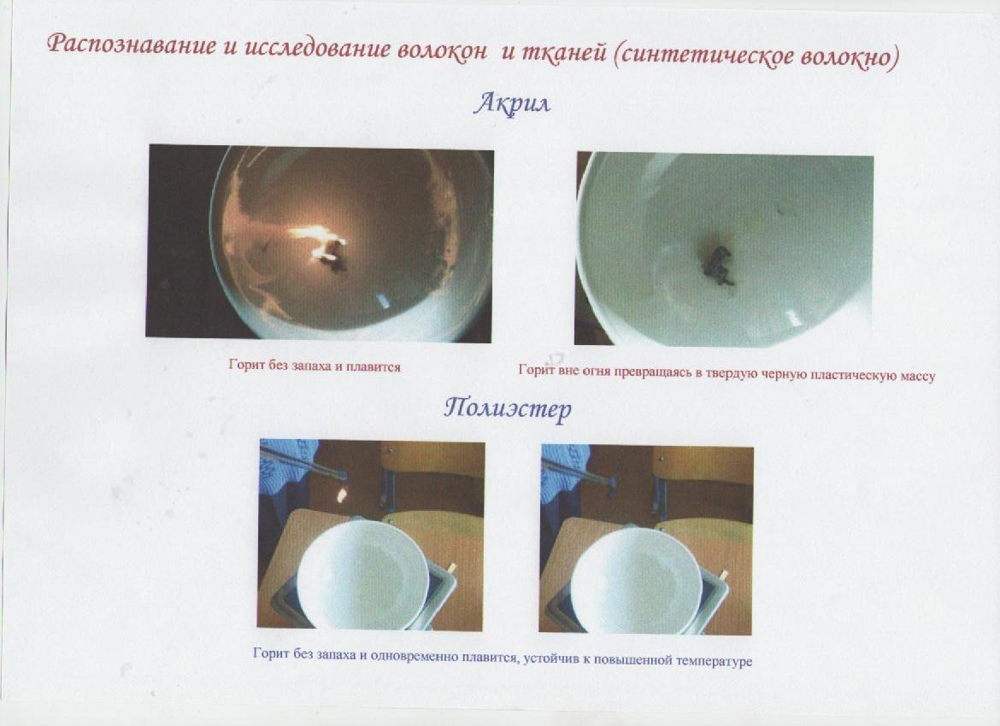 Распознавание и исследование волокон и тканей (синтетическое волокно)
Акрил
Горит без запаха и плавится
Горит вне огня превращаясь в твердую черную пластическую массу
Полиэстер
Горит без запаха и одновременно плавится, устойчив к повышенной температуре